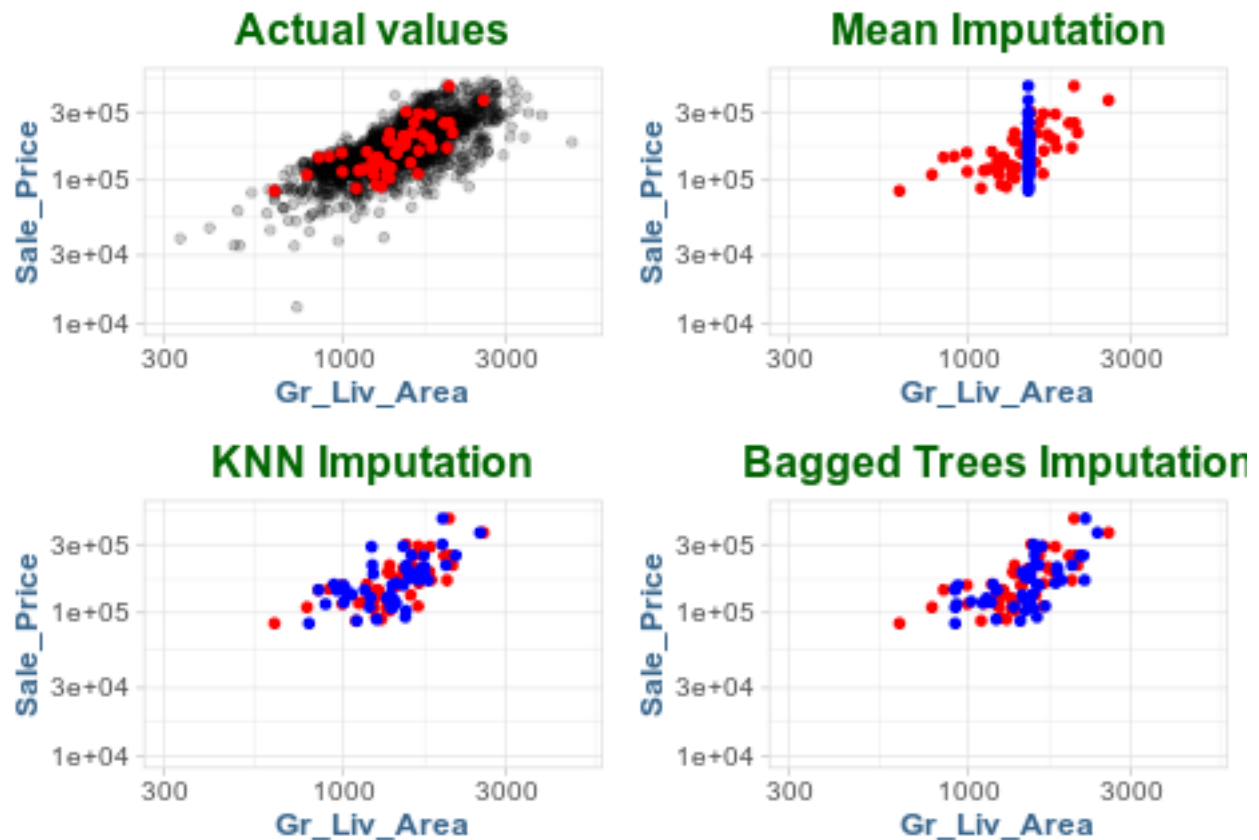 Actual values
Sale_Price
3e+05
1e+05
3e+04
1e+04
300 1000 3000
Gr_Liv_Area
Mean Imputation
Sale_Price
3e+05
1e+05
3e+04
1e+04
300 1000 3000
Gr_Liv_Area
KNN Imputation
Sale_Price
3e+05
1e+05
3e+04
1e+04
300 1000 3000
Gr_Liv_Area
Bagged Trees Imputation
Sale_Price
3e+05
1e+05
3e+04
1e+04
300 1000 3000
Gr_Liv_Area